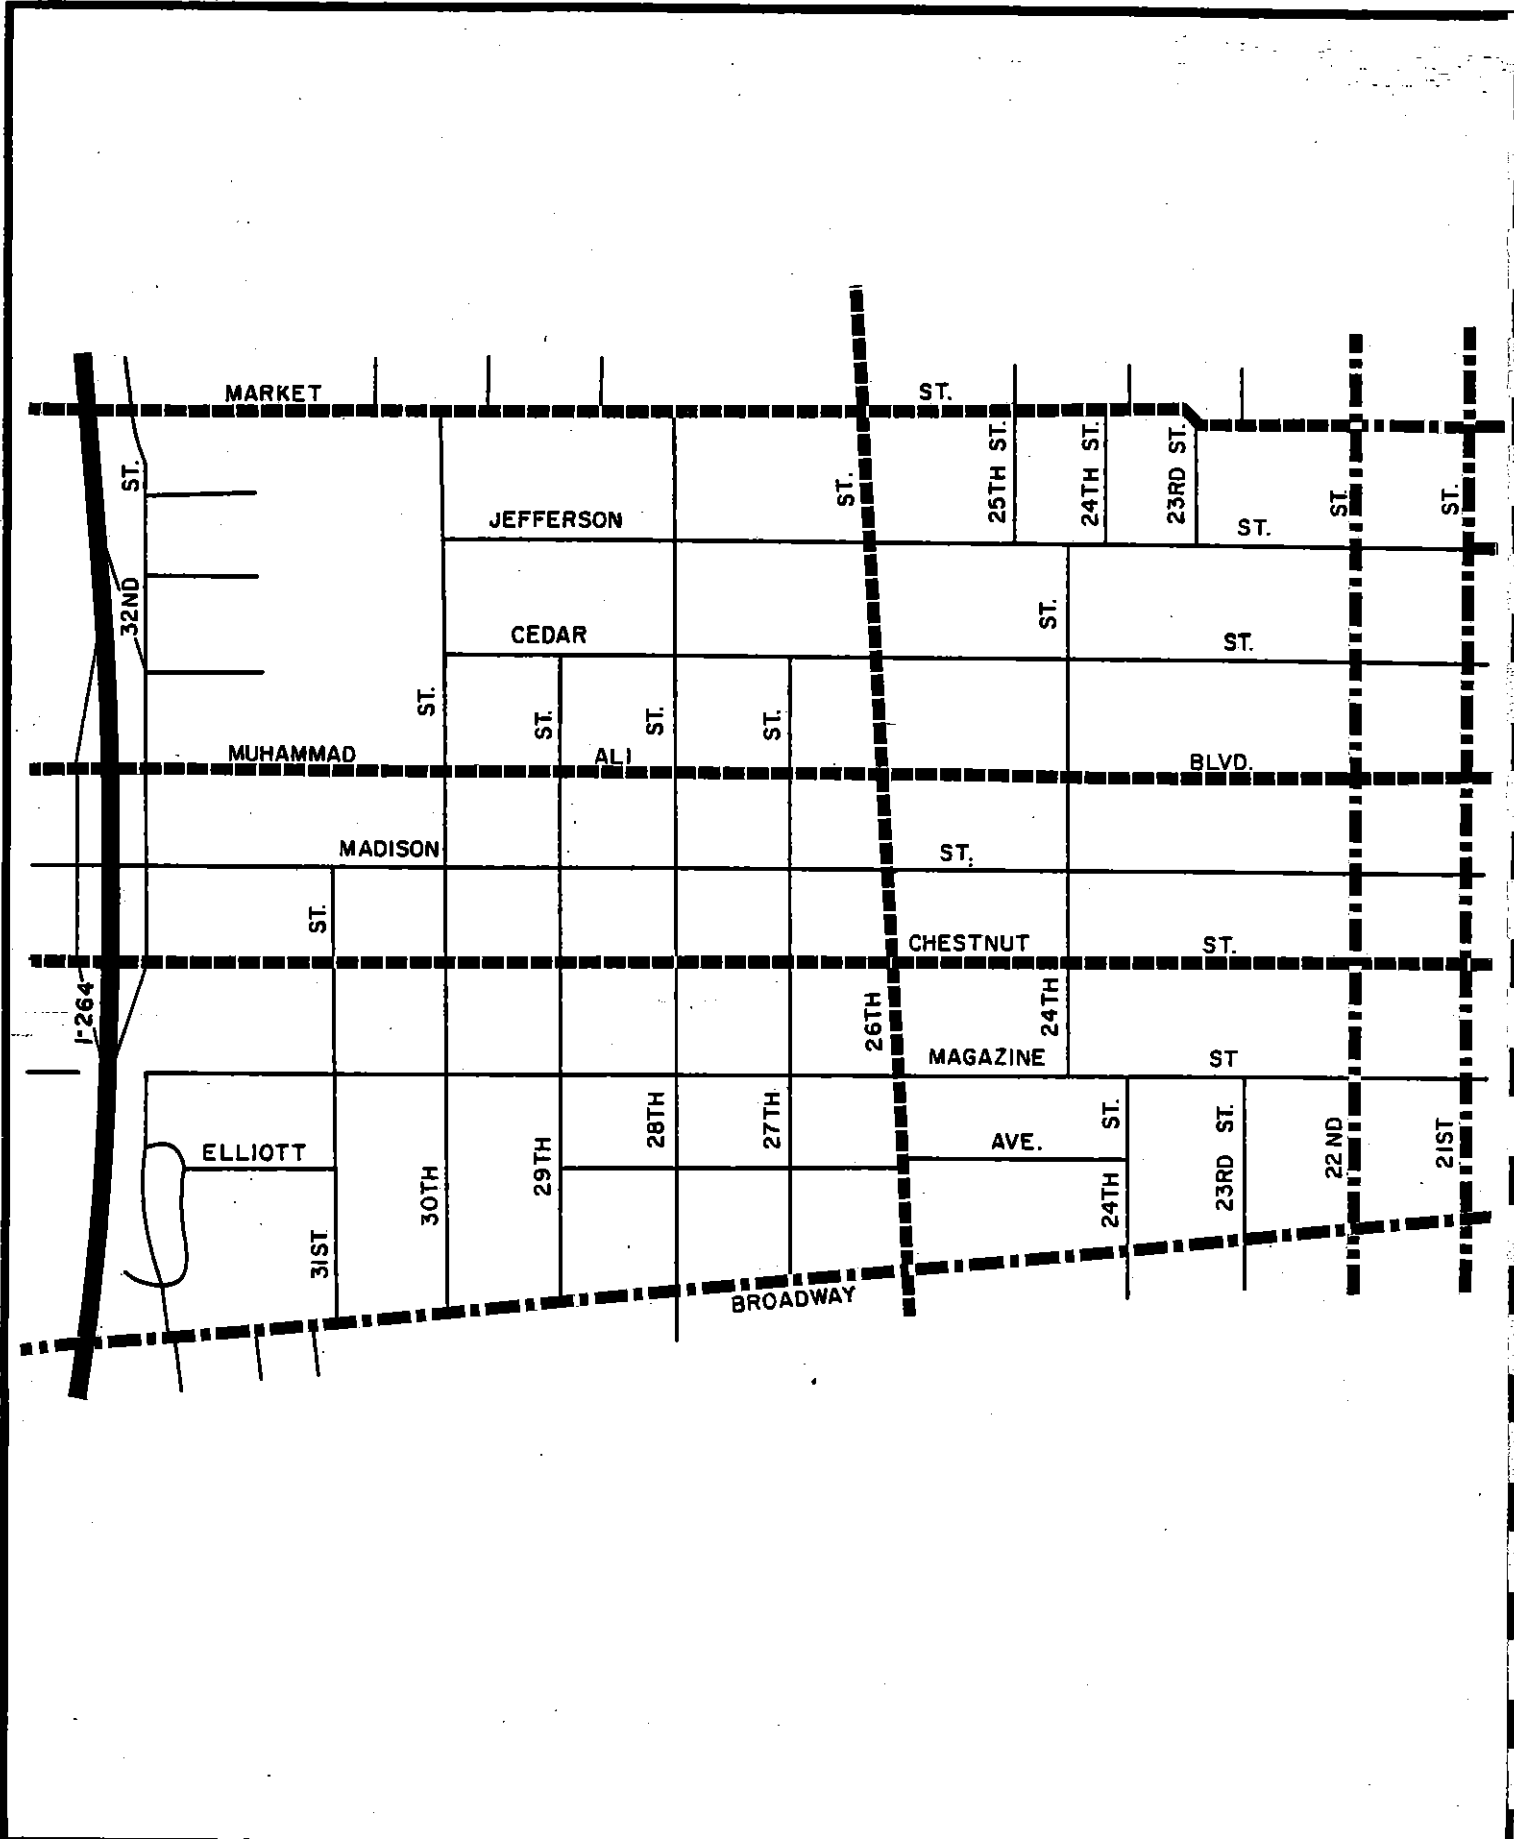 MARKET ST.
25TH ST.
24TH ST.
23RD ST.
JEFFERSON ST.
CEDAR ST.
MUHAMMAD ALI BLVD.
MADISON ST.
CHESTNUT ST.
MAGAZINE ST
ELLIOTT AVE.
BROADWAY
I-264
32ND ST.
31ST ST.
30TH ST.
29TH ST.
28TH ST.
27TH ST.
26TH ST.
24TH ST.
24TH ST.
23RD ST.
22ND ST.
21ST ST.